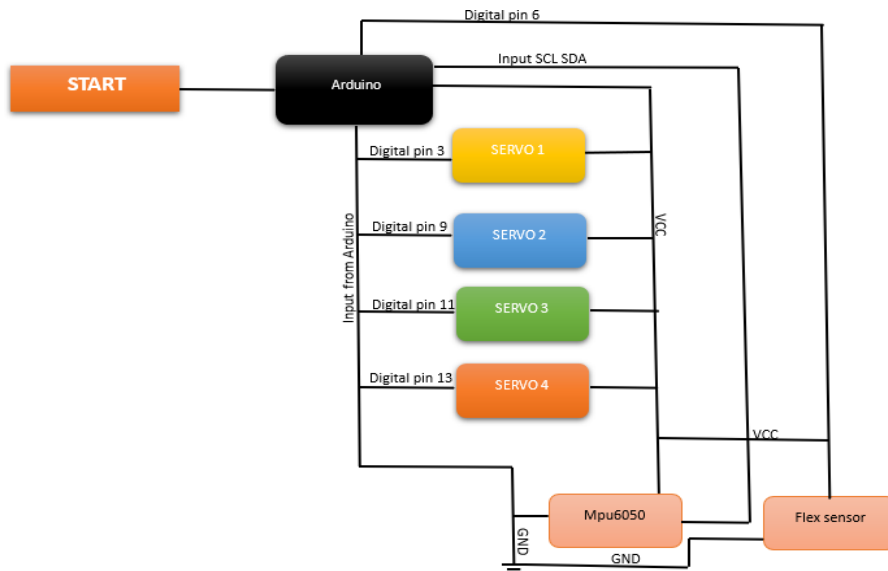 Digital pin 6
Input SCL SDA
START
Arduino
Digital pin 3
SERVO 1
Digital pin 9
SERVO 2
Input from Arduino
VCC
Digital pin 11
SERVO 3
Digital pin 13
SERVO 4
VCC
Mpu6050
Flex sensor
GND
GND